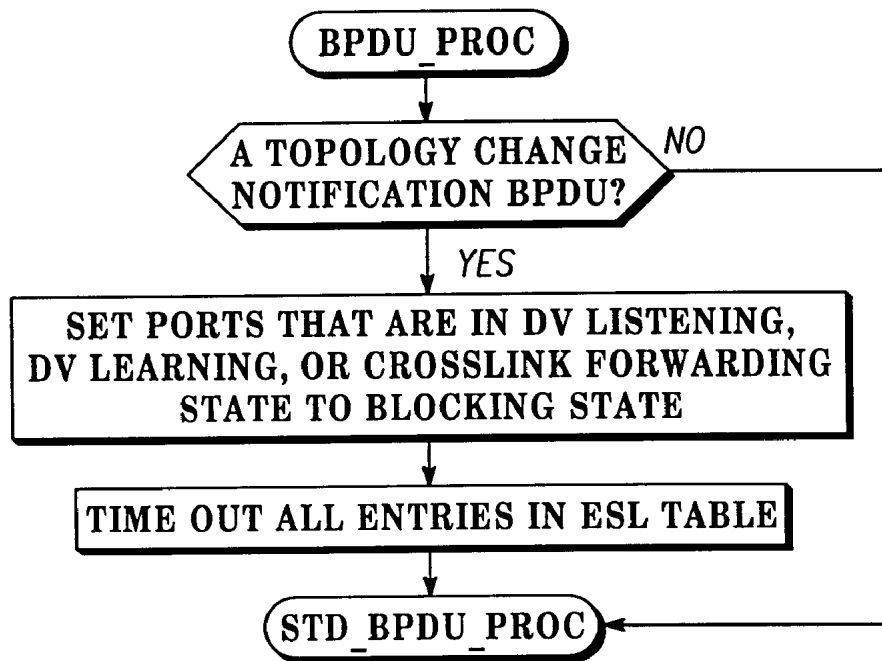 BPDU_PROC
A TOPOLOGY CHANGE
NOTIFICATION BPDU?
NO
YES
SET PORTS THAT ARE IN DV LISTENING,
DV LEARNING, OR CROSSLINK FORWARDING
STATE TO BLOCKING STATE
TIME OUT ALL ENTRIES IN ESL TABLE
STD_BPDU_PROC